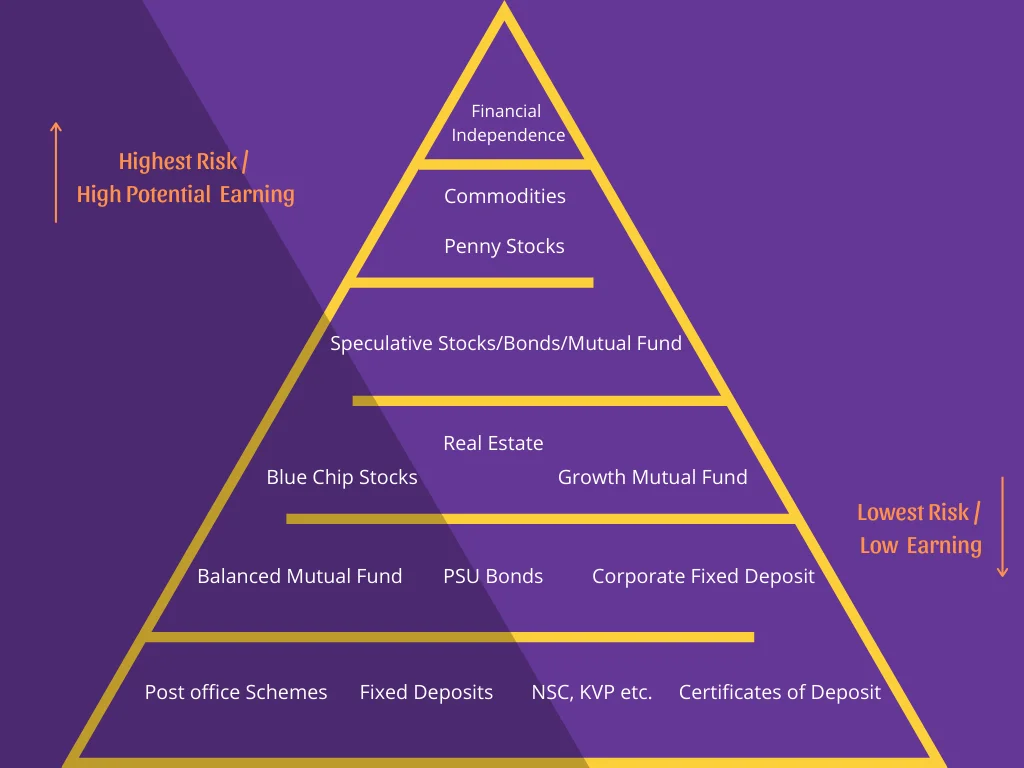 Financial
Independence
Highest Risk /
High Potential Earning
Commodities
Penny Stocks
Speculative Stocks/Bonds/Mutual Fund
Real Estate
Blue Chip Stocks Growth Mutual Fund
Lowest Risk /
Low Earning
Balanced Mutual Fund PSU Bonds Corporate Fixed Deposit
Post office Schemes Fixed Deposits NSC, KVP etc. Certificates of Deposit